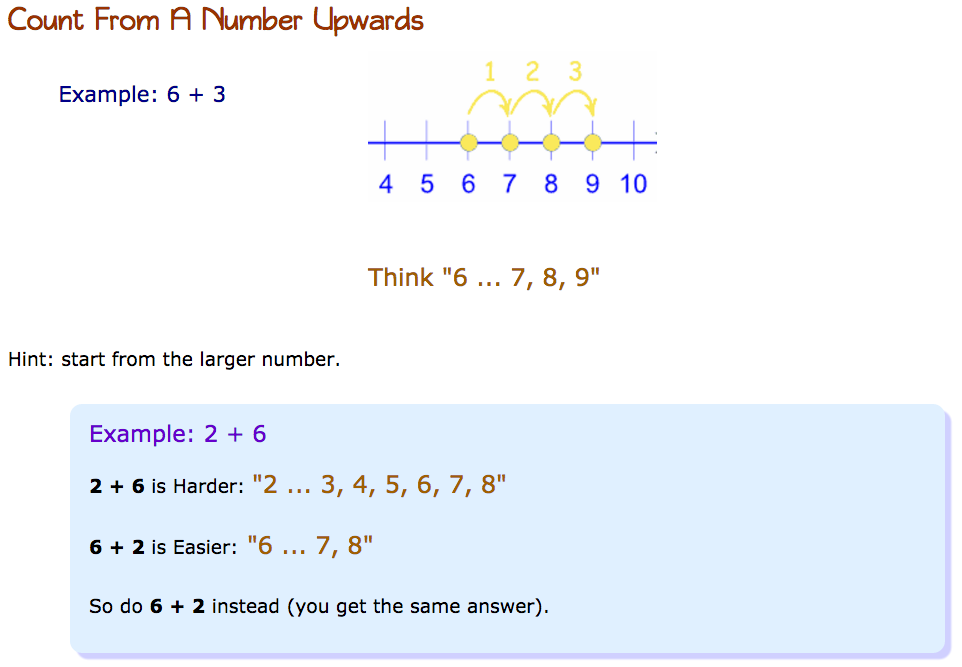 Count From A Number Upwards
Example: 6 + 3
1 2 3
4 5 6 7 8 9 10
Think "6 ... 7, 8, 9"
Hint: start from the larger number.
Example: 2 + 6
2 + 6 is Harder: "2 ... 3, 4, 5, 6, 7, 8"
6 + 2 is Easier: "6 ... 7, 8"
So do 6 + 2 instead (you get the same answer).